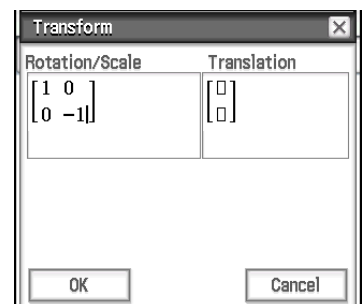 Transform
Rotation/Scale Translation
[1 0
0 -1] [□
□]
OK Cancel